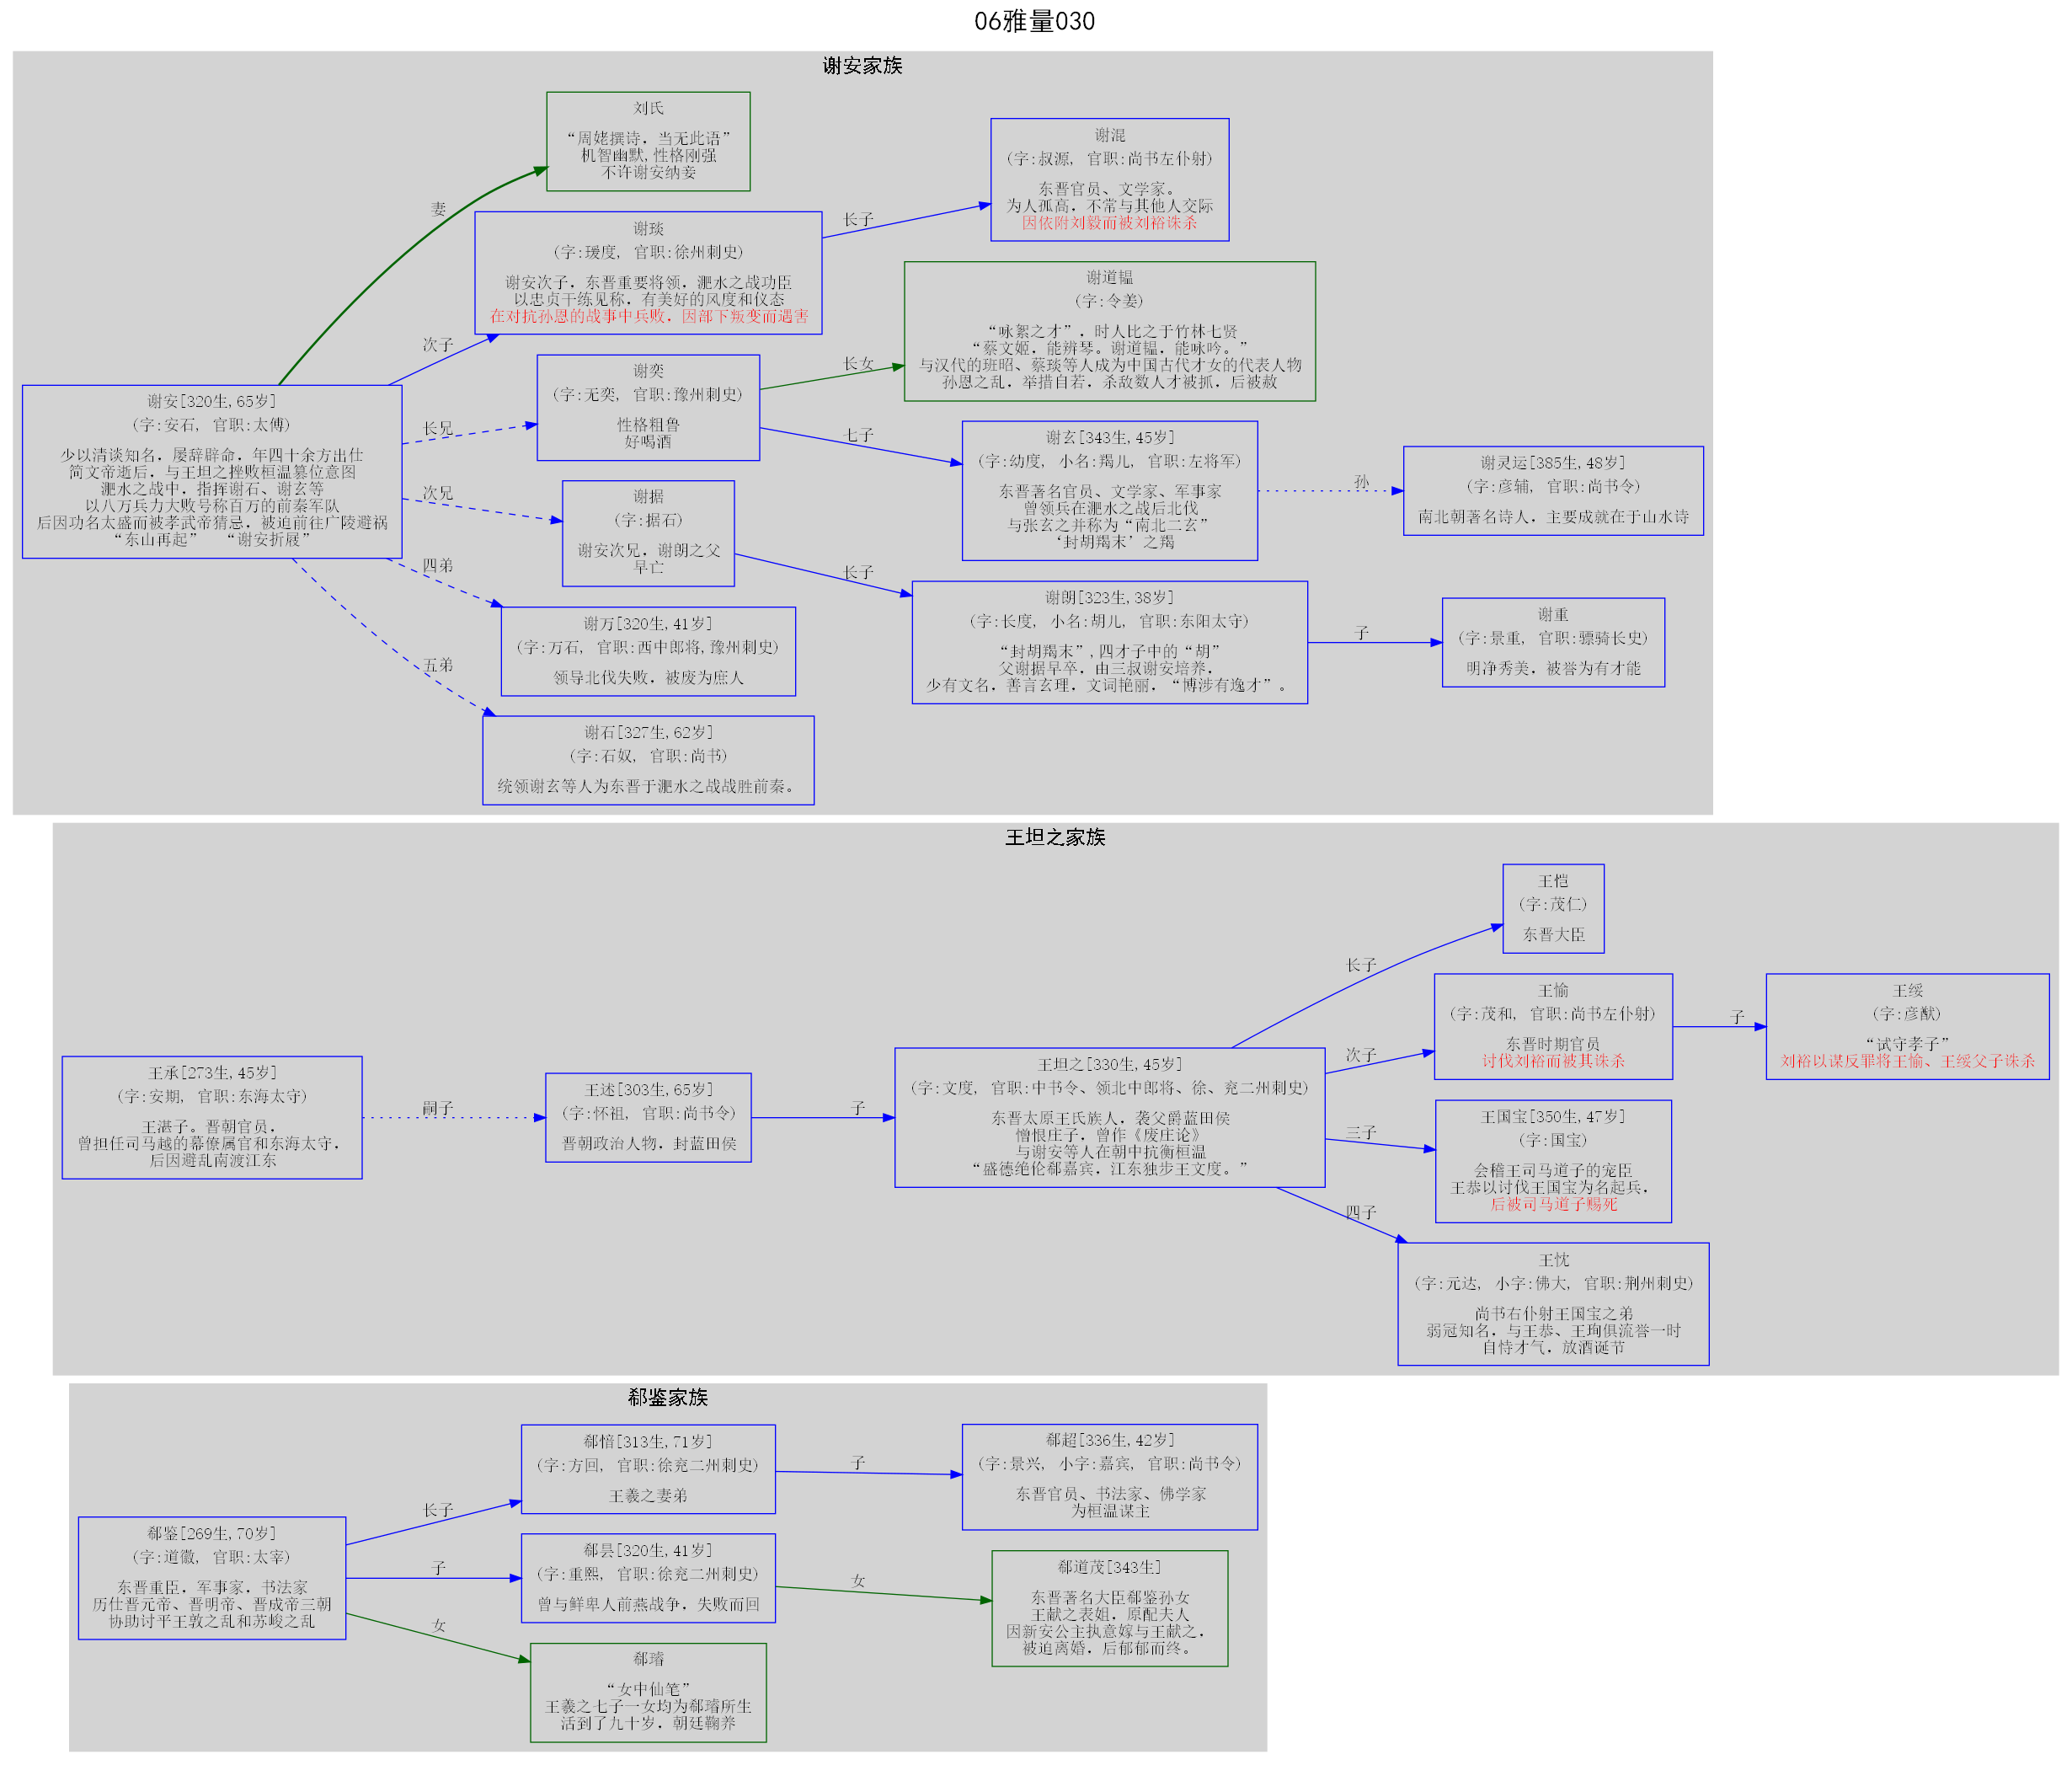 06雅量030
谢安家族
刘氏
“周姥撰诗，当无此语”
机智幽默,性格刚强
不许谢安纳妾
妻
谢琰
(字:瑗度, 官职:徐州刺史)
谢安次子，东晋重要将领，淝水之战功臣
以忠贞干练见称，有美好的风度和仪态
在对抗孙恩的战事中兵败，因部下叛变而遇害
次子
长子
谢混
(字:叔源, 官职:尚书左仆射)
东晋官员、文学家。
为人孤高，不常与其他人交际
因依附刘毅而被刘裕诛杀
谢安[320生,65岁]
(字:安石, 官职:太傅)
少以清谈知名，屡辞辟命，年四十余方出仕
简文帝逝后，与王坦之挫败桓温篡位意图
淝水之战中，指挥谢石、谢玄等
以八万兵力大败号称百万的前秦军队
后因功名太盛而被孝武帝猜忌，被迫前往广陵避祸
“东山再起” “谢安折屐”
长兄
谢奕
(字:无奕, 官职:豫州刺史)
性格粗鲁
好喝酒
长女
谢道韫
(字:令姜)
“咏絮之才”，时人比之于竹林七贤
“蔡文姬，能辨琴。谢道韫，能咏吟。”
与汉代的班昭、蔡琰等人成为中国古代才女的代表人物
孙恩之乱，举措自若，杀敌数人才被抓，后被赦
七子
谢玄[343生,45岁]
(字:幼度, 小名:羯儿, 官职:左将军)
东晋著名官员、文学家、军事家
曾领兵在淝水之战后北伐
与张玄之并称为“南北二玄”
‘封胡羯末’之羯
孙
谢灵运[385生,48岁]
(字:彦辅, 官职:尚书令)
南北朝著名诗人，主要成就在于山水诗
次兄
谢据
(字:据石)
谢安次兄，谢朗之父
早亡
长子
谢朗[323生,38岁]
(字:长度, 小名:胡儿, 官职:东阳太守)
“封胡羯末”,四才子中的“胡”
父谢据早卒，由三叔谢安培养，
少有文名，善言玄理，文词艳丽，“博涉有逸才”。
子
谢重
(字:景重, 官职:骠骑长史)
明净秀美，被誉为有才能
四弟
谢万[320生,41岁]
(字:万石, 官职:西中郎将,豫州刺史)
领导北伐失败，被废为庶人
五弟
谢石[327生,62岁]
(字:石奴, 官职:尚书)
统领谢玄等人为东晋于淝水之战战胜前秦。
王坦之家族
王承[273生,45岁]
(字:安期, 官职:东海太守)
王湛子。晋朝官员，
曾担任司马越的幕僚属官和东海太守，
后因避乱南渡江东
嗣子
王述[303生,65岁]
(字:怀祖, 官职:尚书令)
晋朝政治人物，封蓝田侯
子
王坦之[330生,45岁]
(字:文度, 官职:中书令、领北中郎将、徐、兖二州刺史)
东晋太原王氏族人，袭父爵蓝田侯
憎恨庄子，曾作《废庄论》
与谢安等人在朝中抗衡桓温
“盛德绝伦郗嘉宾，江东独步王文度。”
长子
王恺
(字:茂仁)
东晋大臣
次子
王愉
(字:茂和, 官职:尚书左仆射)
东晋时期官员
讨伐刘裕而被其诛杀
子
王绥
(字:彦猷)
“试守孝子”
刘裕以谋反罪将王愉、王绥父子诛杀
三子
王国宝[350生,47岁]
(字:国宝)
会稽王司马道子的宠臣
王恭以讨伐王国宝为名起兵，
后被司马道子赐死
四子
王忱
(字:元达, 小字:佛大, 官职:荆州刺史)
尚书右仆射王国宝之弟
弱冠知名，与王恭、王珣俱流誉一时
自恃才气，放酒诞节
郗鉴家族
郗鉴[269生,70岁]
(字:道徽, 官职:太宰)
东晋重臣，军事家，书法家
历仕晋元帝、晋明帝、晋成帝三朝
协助讨平王敦之乱和苏峻之乱
长子
郗愔[313生,71岁]
(字:方回, 官职:徐兖二州刺史)
王羲之妻弟
子
郗超[336生,42岁]
(字:景兴, 小字:嘉宾, 官职:尚书令)
东晋官员、书法家、佛学家
为桓温谋主
子
郗昙[320生,41岁]
(字:重熙, 官职:徐兖二州刺史)
曾与鲜卑人前燕战争，失败而回
女
郗道茂[343生]
东晋著名大臣郗鉴孙女
王献之表姐，原配夫人
因新安公主执意嫁与王献之，
被迫离婚，后郁郁而终。
女
郗璿
“女中仙笔”
王羲之七子一女均为郗璿所生
活到了九十岁，朝廷鞠养